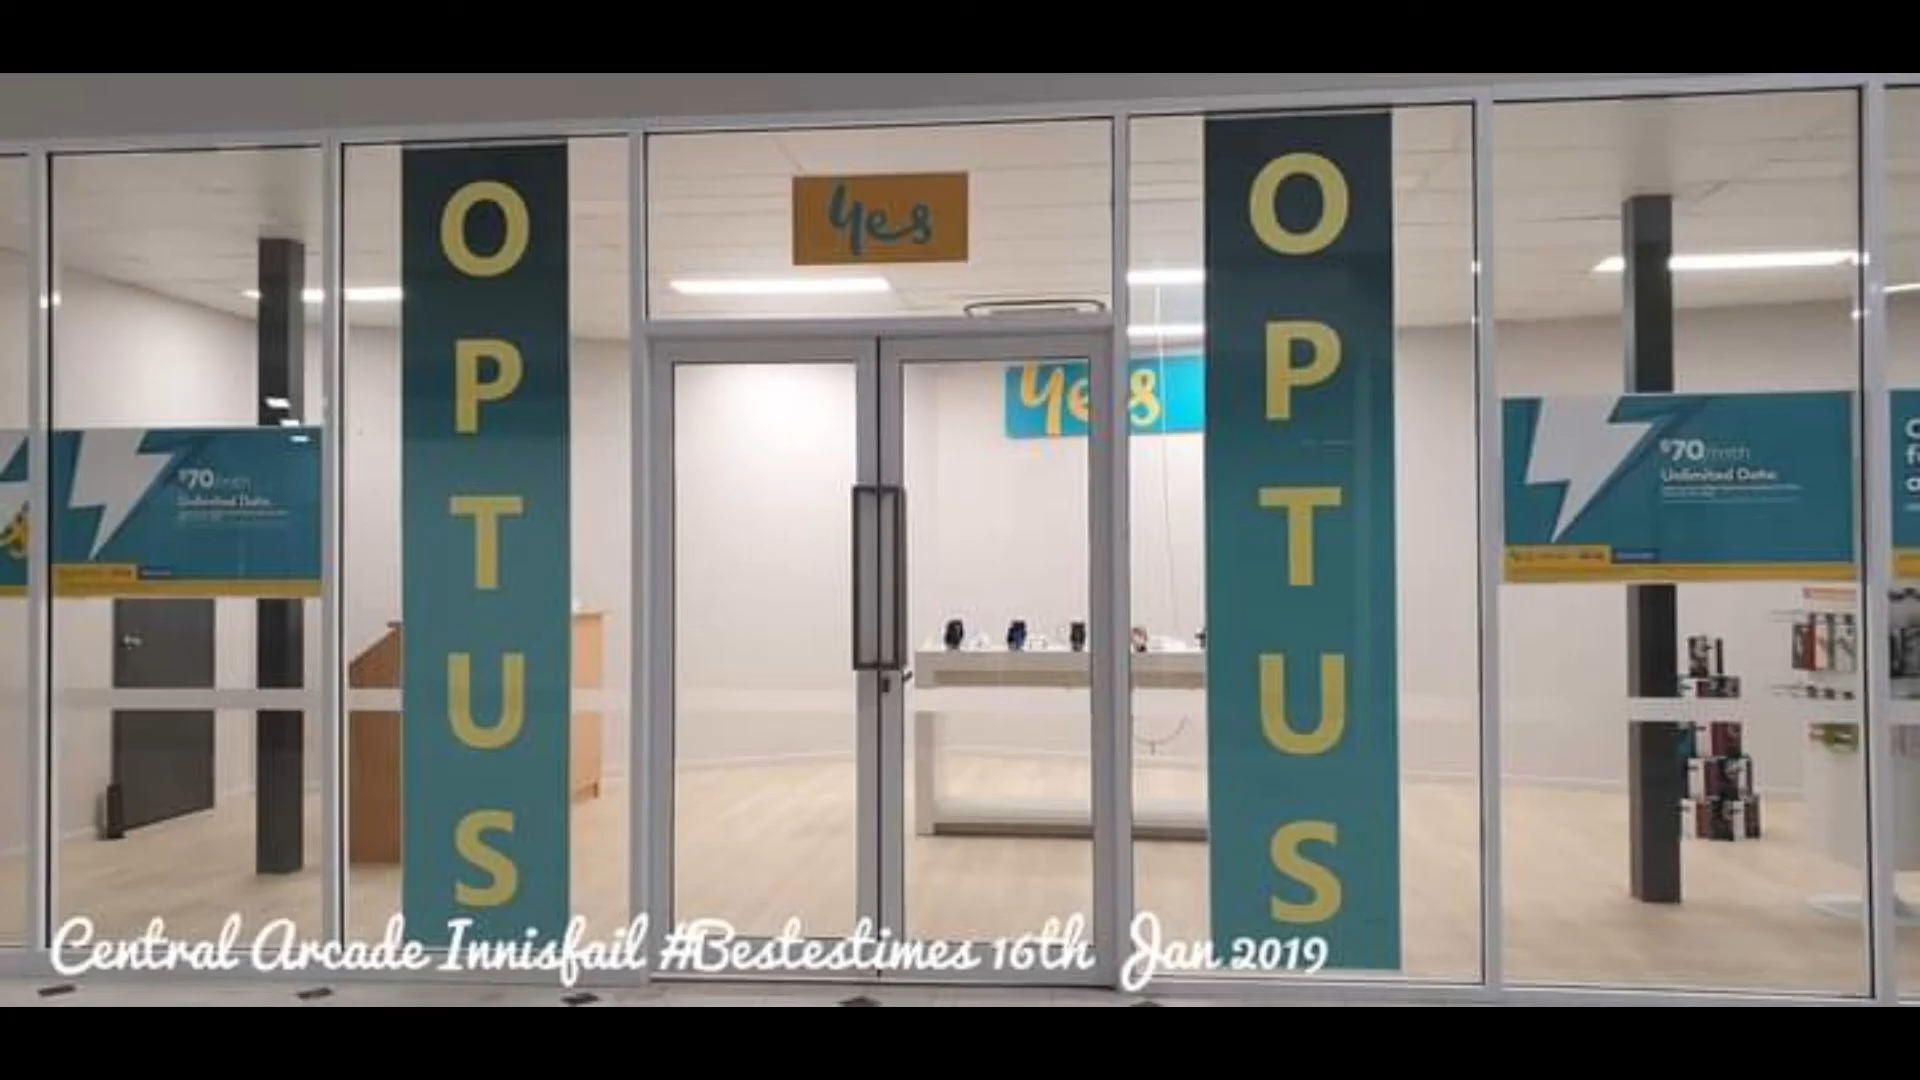 yes
OPTUS
OPTUS
yes
$70/mth
Unlimited Data.
$70/mth
Unlimited Data.
Central Arcade Innisfail #Bestestimes 16th Jan 2019